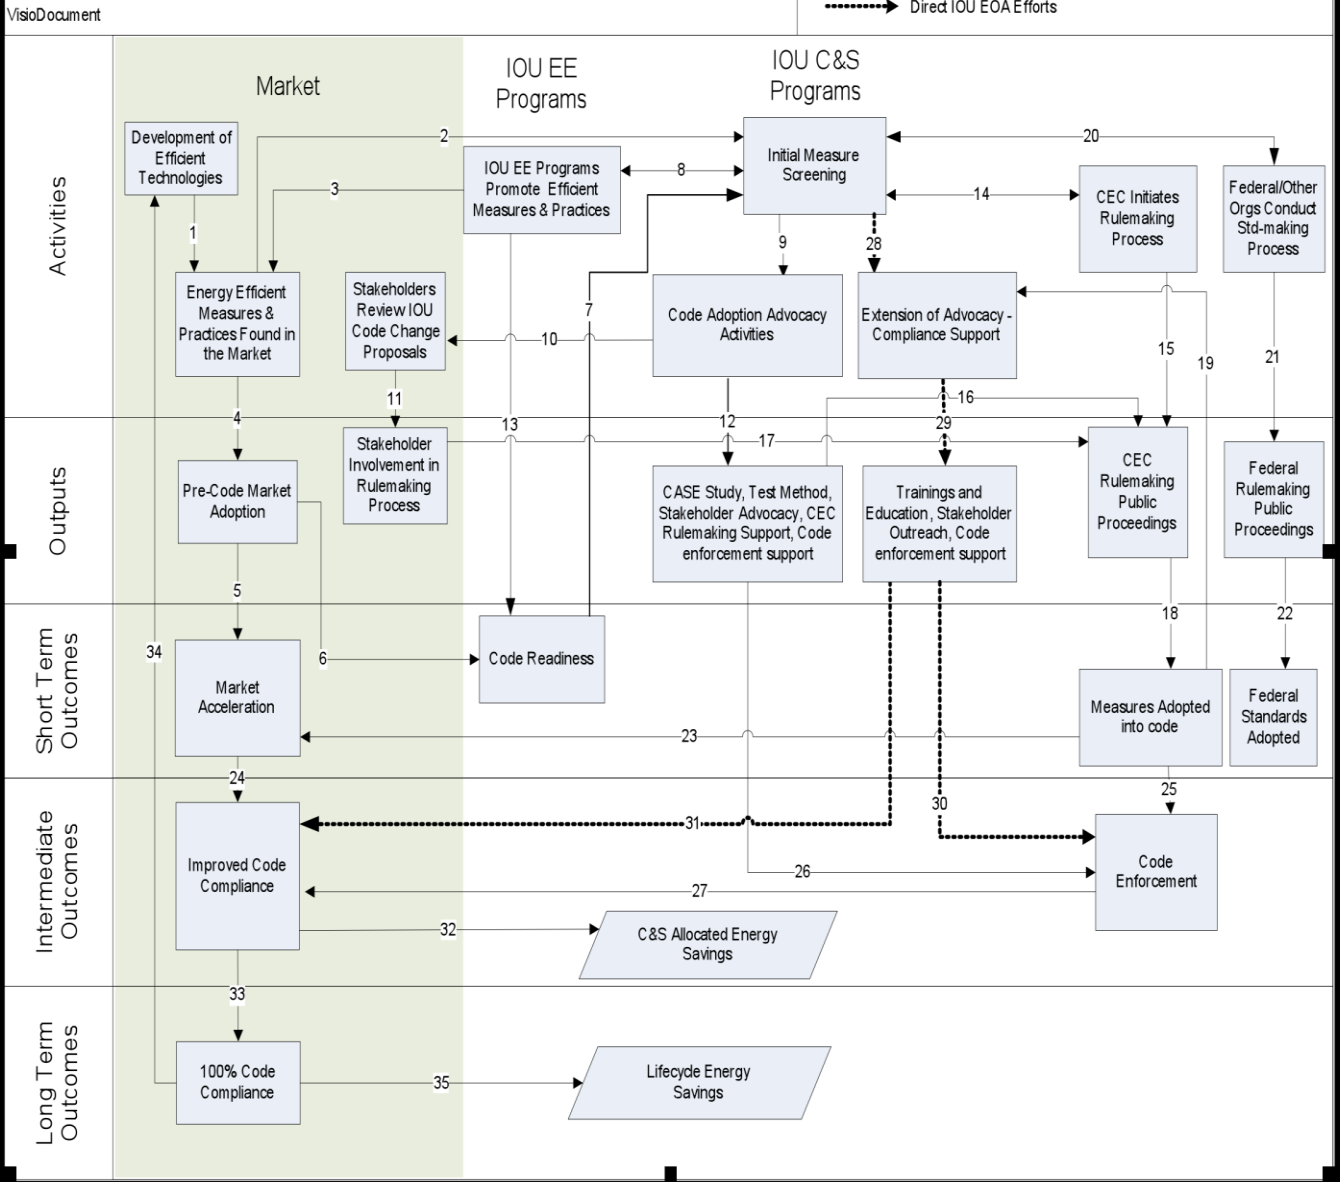 VisioDocument
Direct IOU EOA Efforts
Market
IOU EE
Programs
IOU C&S
Programs
Activities
Development of
Efficient
Technologies
2
IOU EE Programs
Promote Efficient
Measures & Practices
8
Initial Measure
Screening
20
14
CEC Initiates
Rulemaking
Process
Federal/Other
Orgs Conduct
Std-making
Process
3
1
9
28
Energy Efficient
Measures &
Practices Found in
the Market
Stakeholders
Review IOU
Code Change
Proposals
7
10
Code Adoption Advocacy
Activities
Extension of Advocacy -
Compliance Support
15
19
21
11
4
13
12
16
29
17
Outputs
Pre-Code Market
Adoption
Stakeholder
Involvement in
Rulemaking
Process
CASE Study, Test Method,
Stakeholder Advocacy, CEC
Rulemaking Support, Code
enforcement support
Trainings and
Education, Stakeholder
Outreach, Code
enforcement support
CEC
Rulemaking
Public
Proceedings
Federal
Rulemaking
Public
Proceedings
5
18
22
Short Term
Outcomes
34
6
Code Readiness
Market
Acceleration
Measures Adopted
into code
Federal
Standards
Adopted
23
24
25
Intermediate
Outcomes
30
31
Improved Code
Compliance
Code
Enforcement
26
27
32
C&S Allocated Energy
Savings
33
Long Term
Outcomes
100% Code
Compliance
35
Lifecycle Energy
Savings